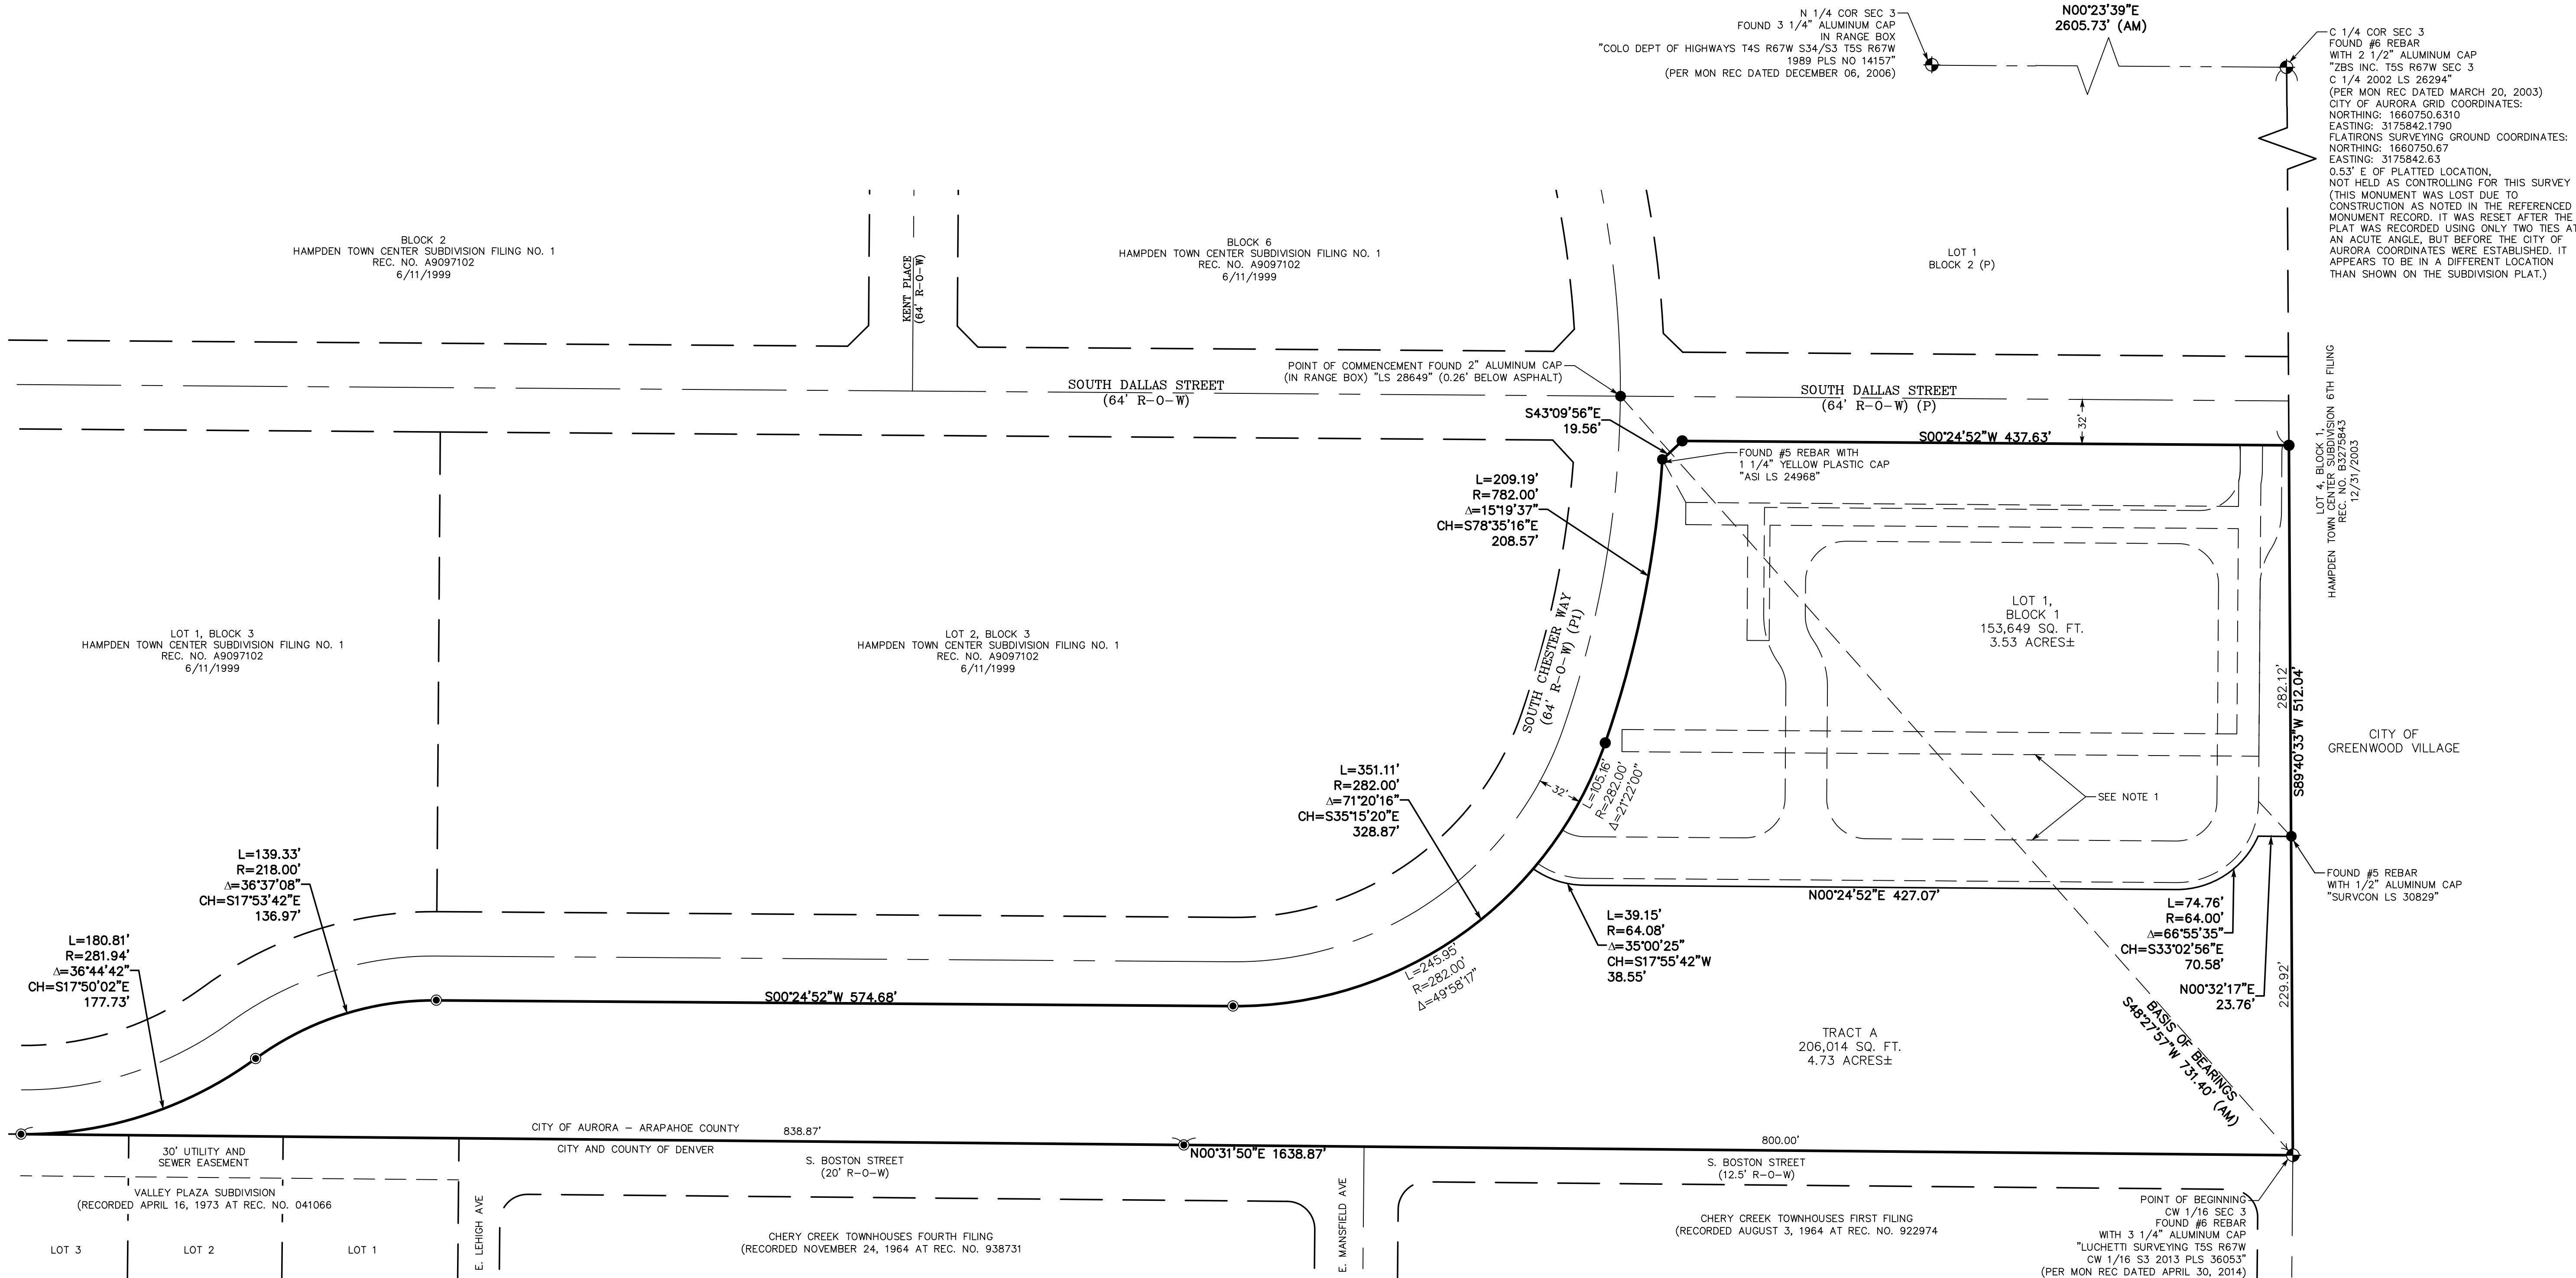 N 1/4 COR SEC 3
FOUND 3 1/4" ALUMINUM CAP
IN RANGE BOX
"COLO DEPT OF HIGHWAYS T4S R67W S34/S3 T5S R67W
1989 PLS NO 14157"
(PER MON REC DATED DECEMBER 06, 2006)
N00°23'39"E
2605.73' (AM)
C 1/4 COR SEC 3
FOUND #6 REBAR
WITH 2 1/2" ALUMINUM CAP
"ZBS INC. T5S R67W SEC 3
C 1/4 2002 LS 26294"
(PER MON REC DATED MARCH 20, 2003)
CITY OF AURORA GRID COORDINATES:
NORTHING: 1660750.6310
EASTING: 3175842.1790
FLATIRONS SURVEYING GROUND COORDINATES:
NORTHING: 1660750.67
EASTING: 3175842.63
0.53' E OF PLATTED LOCATION,
NOT HELD AS CONTROLLING FOR THIS SURVEY
(THIS MONUMENT WAS LOST DUE TO
CONSTRUCTION AS NOTED IN THE REFERENCED
MONUMENT RECORD. IT WAS RESET AFTER THE
PLAT WAS RECORDED USING ONLY TWO TIES AT
AN ACUTE ANGLE, BUT BEFORE THE CITY OF
AURORA COORDINATES WERE ESTABLISHED. IT
APPEARS TO BE IN A DIFFERENT LOCATION
THAN SHOWN ON THE SUBDIVISION PLAT.)
BLOCK 2
HAMPDEN TOWN CENTER SUBDIVISION FILING NO. 1
REC. NO. A9097102
6/11/1999
KENT PLACE
(64' R-O-W)
BLOCK 6
HAMPDEN TOWN CENTER SUBDIVISION FILING NO. 1
REC. NO. A9097102
6/11/1999
LOT 1
BLOCK 2 (P)
POINT OF COMMENCEMENT FOUND 2" ALUMINUM CAP
(IN RANGE BOX) "LS 28649" (0.26' BELOW ASPHALT)
SOUTH DALLAS STREET
(64' R-O-W)
SOUTH DALLAS STREET
(64' R-O-W) (P)
32'
S43°09'56"E
19.56'
S00°24'52"W 437.63'
LOT 4, BLOCK 1,
HAMPDEN TOWN CENTER SUBDIVISION 6TH FILING
REC. NO. B3275843
12/31/2003
FOUND #5 REBAR WITH
1 1/4" YELLOW PLASTIC CAP
"ASI LS 24968"
L=209.19'
R=782.00'
Δ=15°19'37"
CH=S78°35'16"E
208.57'
LOT 1, BLOCK 3
HAMPDEN TOWN CENTER SUBDIVISION FILING NO. 1
REC. NO. A9097102
6/11/1999
LOT 2, BLOCK 3
HAMPDEN TOWN CENTER SUBDIVISION FILING NO. 1
REC. NO. A9097102
6/11/1999
SOUTH CHESTER WAY
(64' R-O-W) (P1)
LOT 1,
BLOCK 1
153,649 SQ. FT.
3.53 ACRES±
282.12'
S89°40'33"W 512.04'
CITY OF
GREENWOOD VILLAGE
L=351.11'
R=282.00'
Δ=71°20'16"
CH=S35°15'20"E
328.87'
32'
L=105.16'
R=282.00'
Δ=21°22'00"
SEE NOTE 1
L=139.33'
R=218.00'
Δ=36°37'08"
CH=S17°53'42"E
136.97'
FOUND #5 REBAR
WITH 1/2" ALUMINUM CAP
"SURVCON LS 30829"
N00°24'52"E 427.07'
L=39.15'
R=64.08'
Δ=35°00'25"
CH=S17°55'42"W
38.55'
L=74.76'
R=64.00'
Δ=66°55'35"
CH=S33°02'56"E
70.58'
L=180.81'
R=281.94'
Δ=36°44'42"
CH=S17°50'02"E
177.73'
L=245.95'
R=282.00'
Δ=49°58'17"
S00°24'52"W 574.68'
N00°32'17"E
23.76'
229.92'
BASIS OF BEARINGS
S48°27'57"W 731.40' (AM)
TRACT A
206,014 SQ. FT.
4.73 ACRES±
CITY OF AURORA - ARAPAHOE COUNTY
838.87'
CITY AND COUNTY OF DENVER
N00°31'50"E 1638.87'
800.00'
30' UTILITY AND
SEWER EASEMENT
S. BOSTON STREET
(20' R-O-W)
S. BOSTON STREET
(12.5' R-O-W)
VALLEY PLAZA SUBDIVISION
(RECORDED APRIL 16, 1973 AT REC. NO. 041066
LOT 3
LOT 2
LOT 1
E. LEHIGH AVE
CHERY CREEK TOWNHOUSES FOURTH FILING
(RECORDED NOVEMBER 24, 1964 AT REC. NO. 938731
E. MANSFIELD AVE
CHERY CREEK TOWNHOUSES FIRST FILING
(RECORDED AUGUST 3, 1964 AT REC. NO. 922974
POINT OF BEGINNING
CW 1/16 SEC 3
FOUND #6 REBAR
WITH 3 1/4" ALUMINUM CAP
"LUCHETTI SURVEYING T5S R67W
CW 1/16 S3 2013 PLS 36053"
(PER MON REC DATED APRIL 30, 2014)